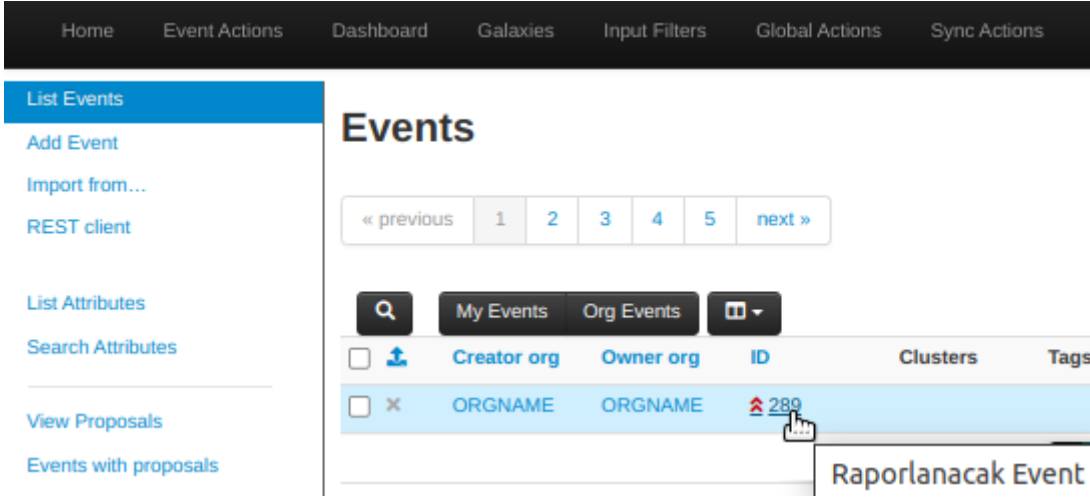 Home Event Actions Dashboard Galaxies Input Filters Global Actions Sync Actions
List Events
Add Event
Import from...
REST client
List Attributes
Search Attributes
View Proposals
Events with proposals
Events
« previous 1 2 3 4 5 next »
My Events Org Events
Creator org Owner org ID Clusters Tags
ORGNAME ORGNAME 289
Raporlanacak Event